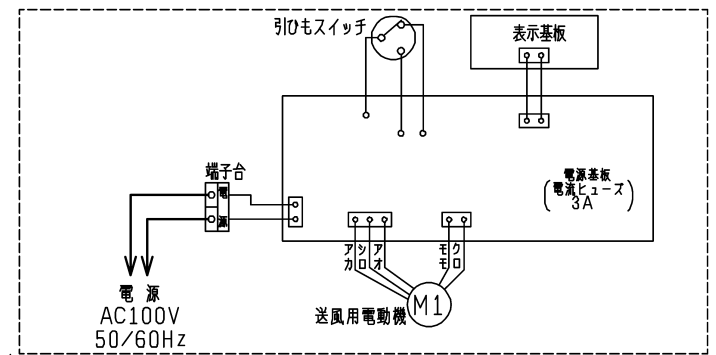 引ひもスイッチ
表示基板
端子台
電
源
電源基板
(電流ヒューズ)
3A
アカ
シロ
アオ
モモ
クロ
送風用電動機
M1
電源
AC100V
50/60Hz